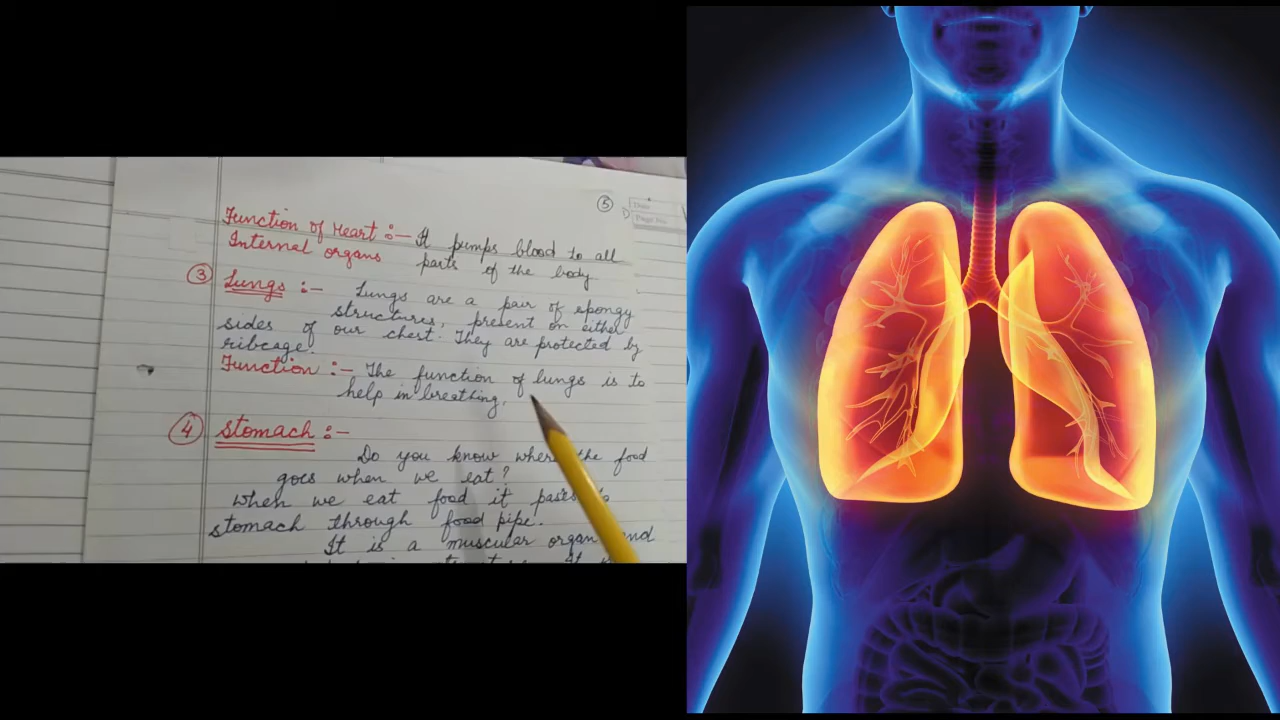 5
Function of Heart :- It pumps blood to all
Internal organs parts of the body
3 Lungs :- Lungs are a pair of spongy
structures, present on either
sides of our chest. They are protected by
ribcage.
Function :- The function of lungs is to
help in breathing.
4 Stomach :-
Do you know where the food
goes when we eat?
when we eat food it passes to
stomach through food pipe.
It is a muscular organ and